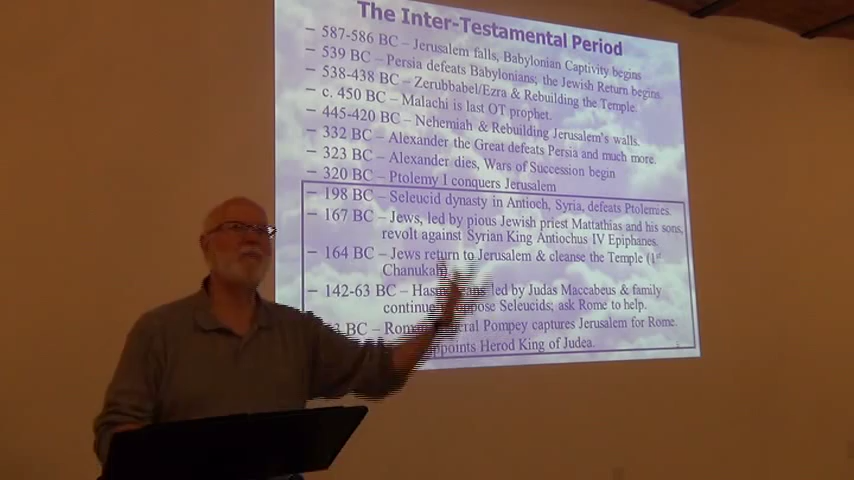 The Inter-Testamental Period
– 587-586 BC – Jerusalem falls, Babylonian Captivity begins
– 539 BC – Persia defeats Babylonians; the Jewish Return begins.
– 538-438 BC – Zerubbabel/Ezra & Rebuilding the Temple.
– c. 450 BC – Malachi is last OT prophet.
– 445-420 BC – Nehemiah & Rebuilding Jerusalem's walls.
– 332 BC – Alexander the Great defeats Persia and much more.
– 323 BC – Alexander dies, Wars of Succession begin
– 320 BC – Ptolemy I conquers Jerusalem
– 198 BC – Seleucid dynasty in Antioch, Syria, defeats Ptolemies.
– 167 BC – Jews, led by pious Jewish priest Mattathias and his sons,
revolt against Syrian King Antiochus IV Epiphanes.
– 164 BC – Jews return to Jerusalem & cleanse the Temple (1st
Chanukah)
– 142-63 BC – led by Judas Maccabeus & family
continue Seleucids; ask Rome to help.
BC – Pompey captures Jerusalem for Rome.
Herod King of Judea.